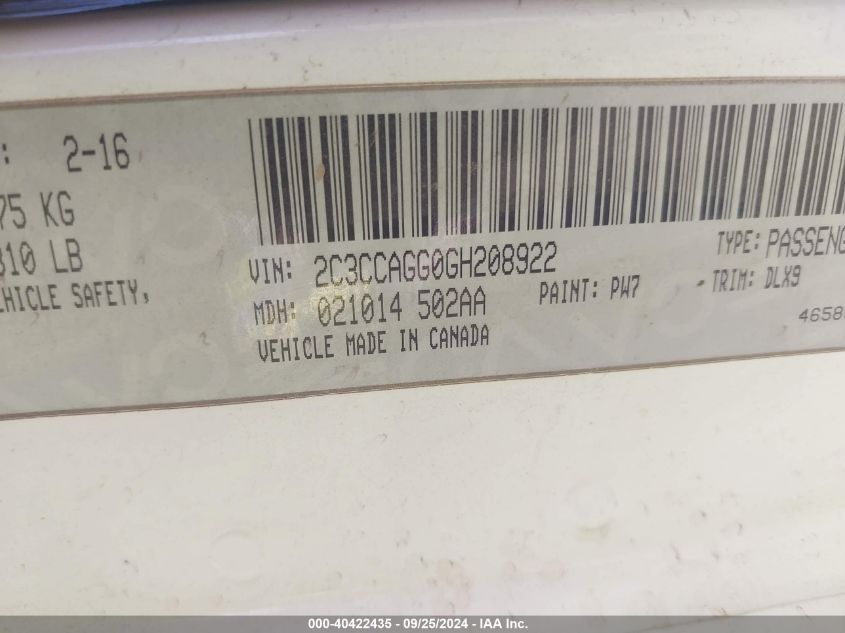 : 2-16
75 KG
310 LB
EHICLE SAFETY,
VIN: 2C3CCAGG0GH208922
MDH: 021014 502AA
VEHICLE MADE IN CANADA
PAINT: PW7
TYPE: PASSENG
TRIM: DLX9
4658
000-40422435 - 09/25/2024 - IAA Inc.